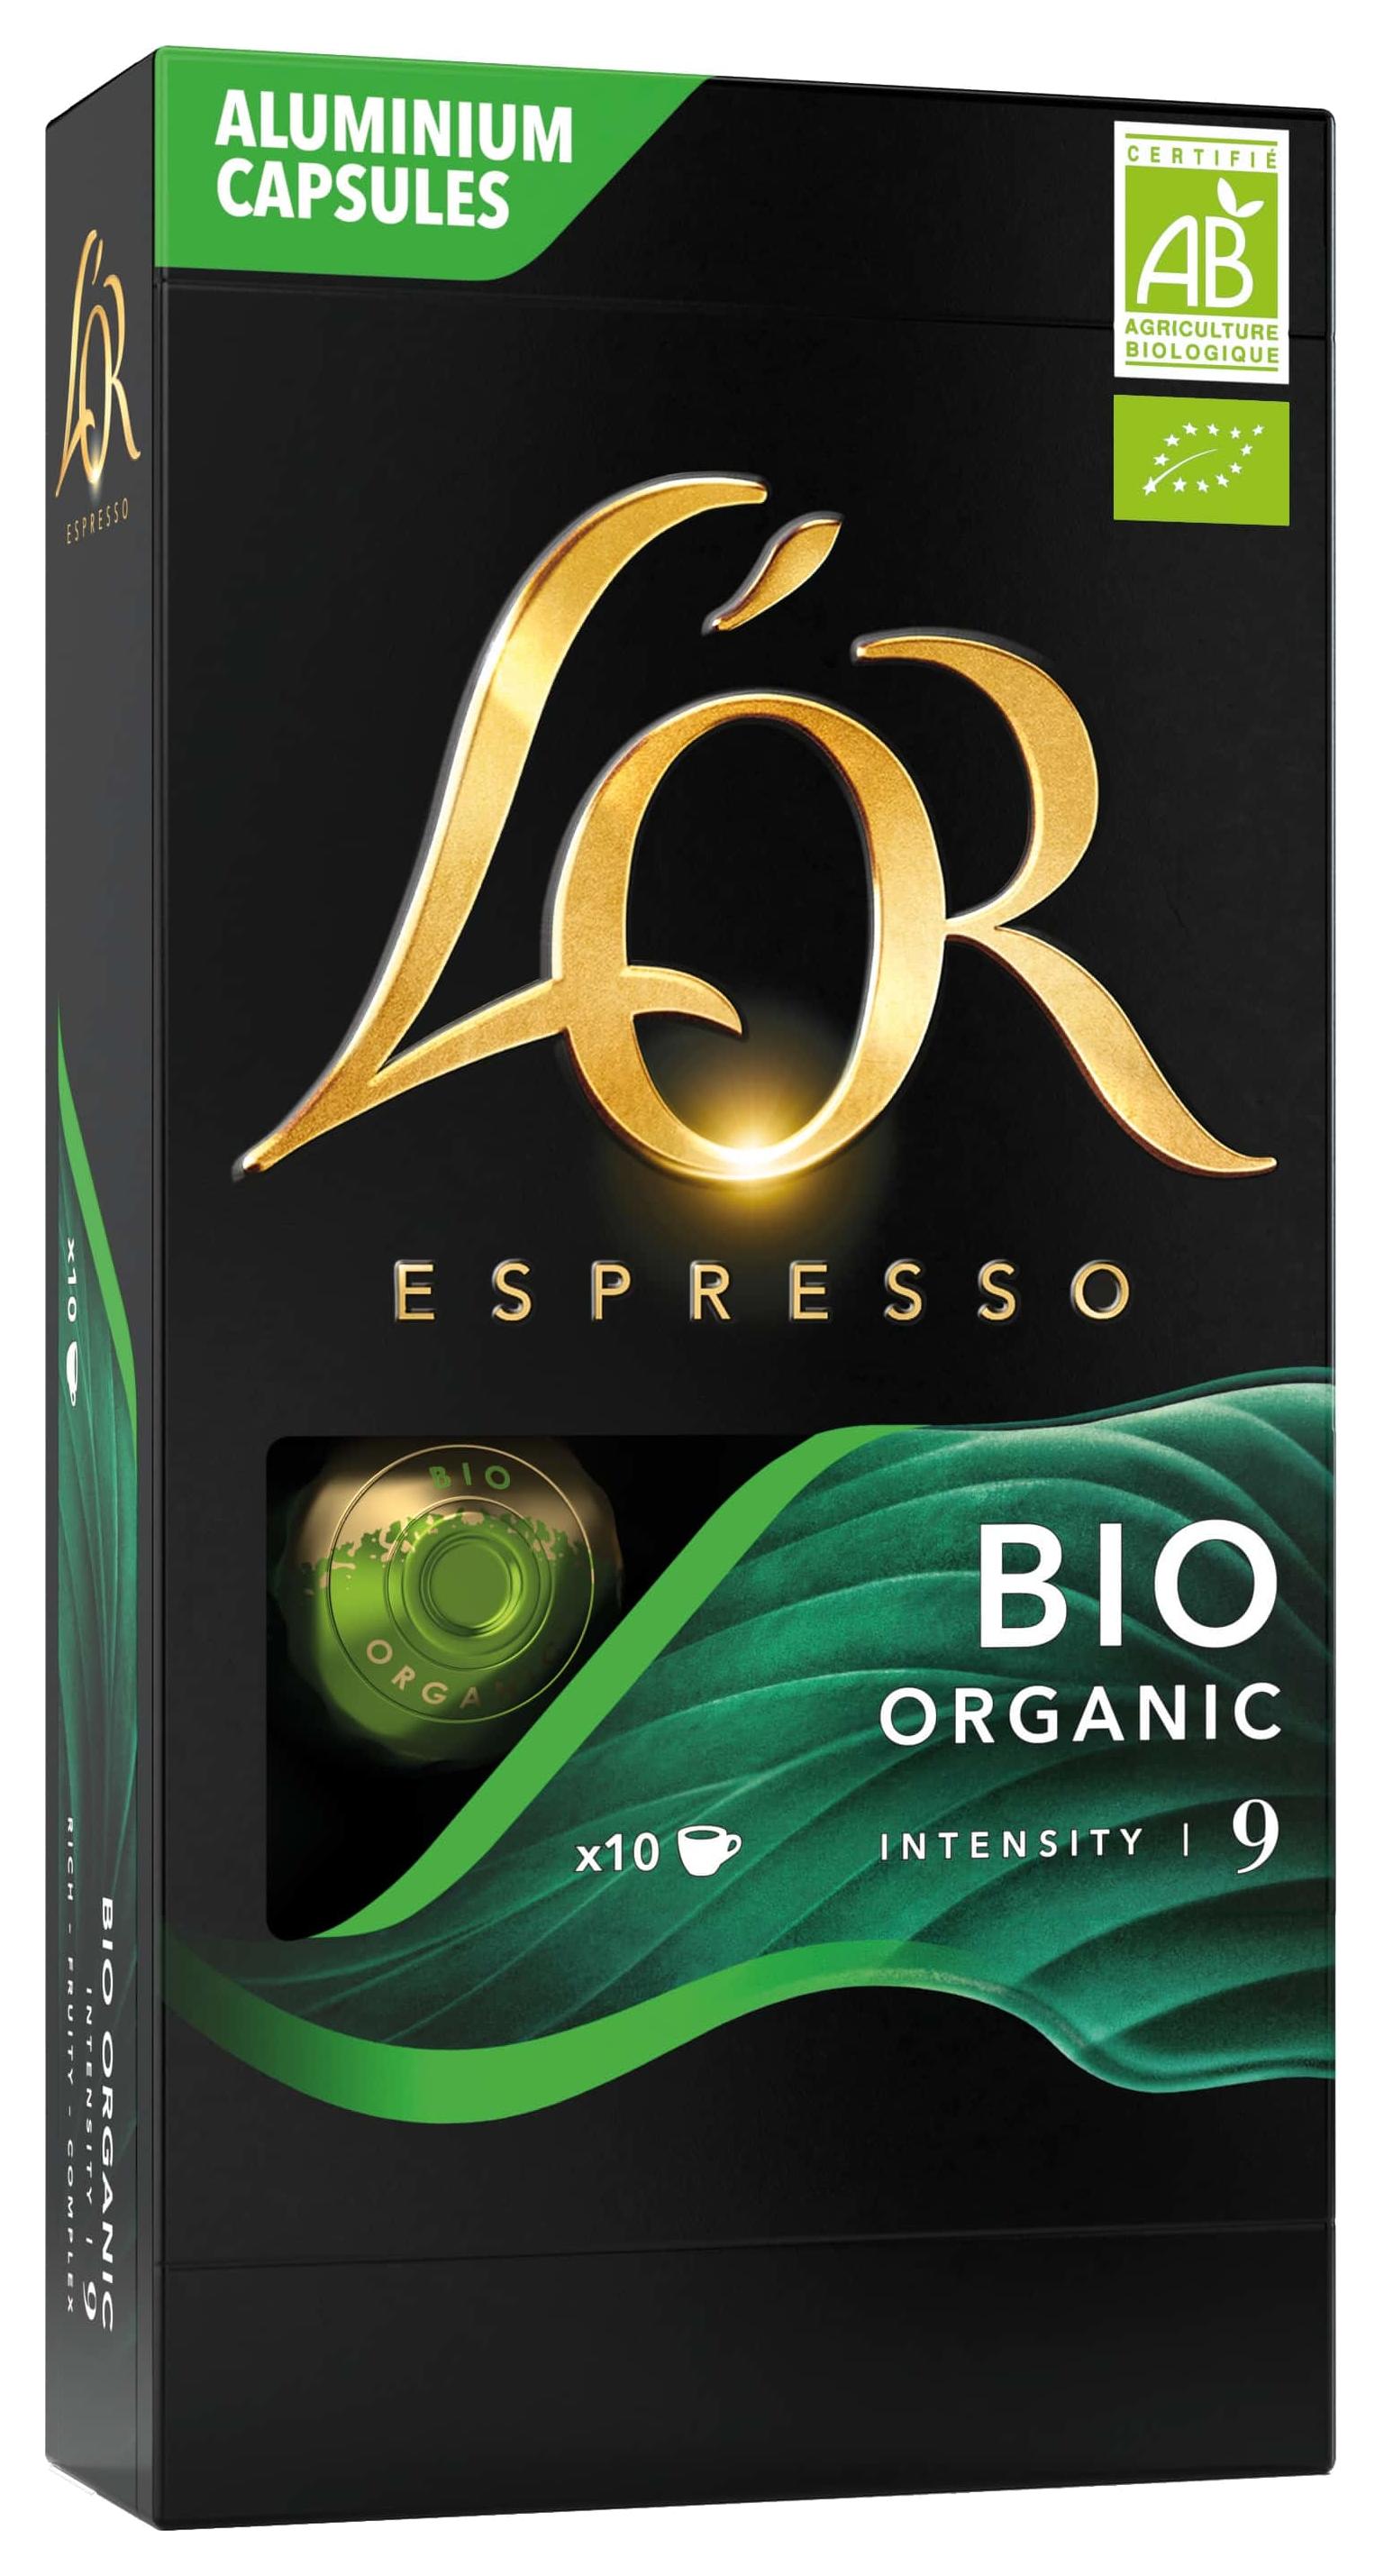 ALUMINIUM
CAPSULES
CERTIFIÉ
AB
AGRICULTURE
BIOLOGIQUE
L'OR
ESPRESSO
BIO
ORGA
BIO
ORGANIC
x10
INTENSITY | 9
L'OR
ESPRESSO
x10
BIO ORGANIC
INTENSITY | 9
RICH - FRUITY - COMPLEX